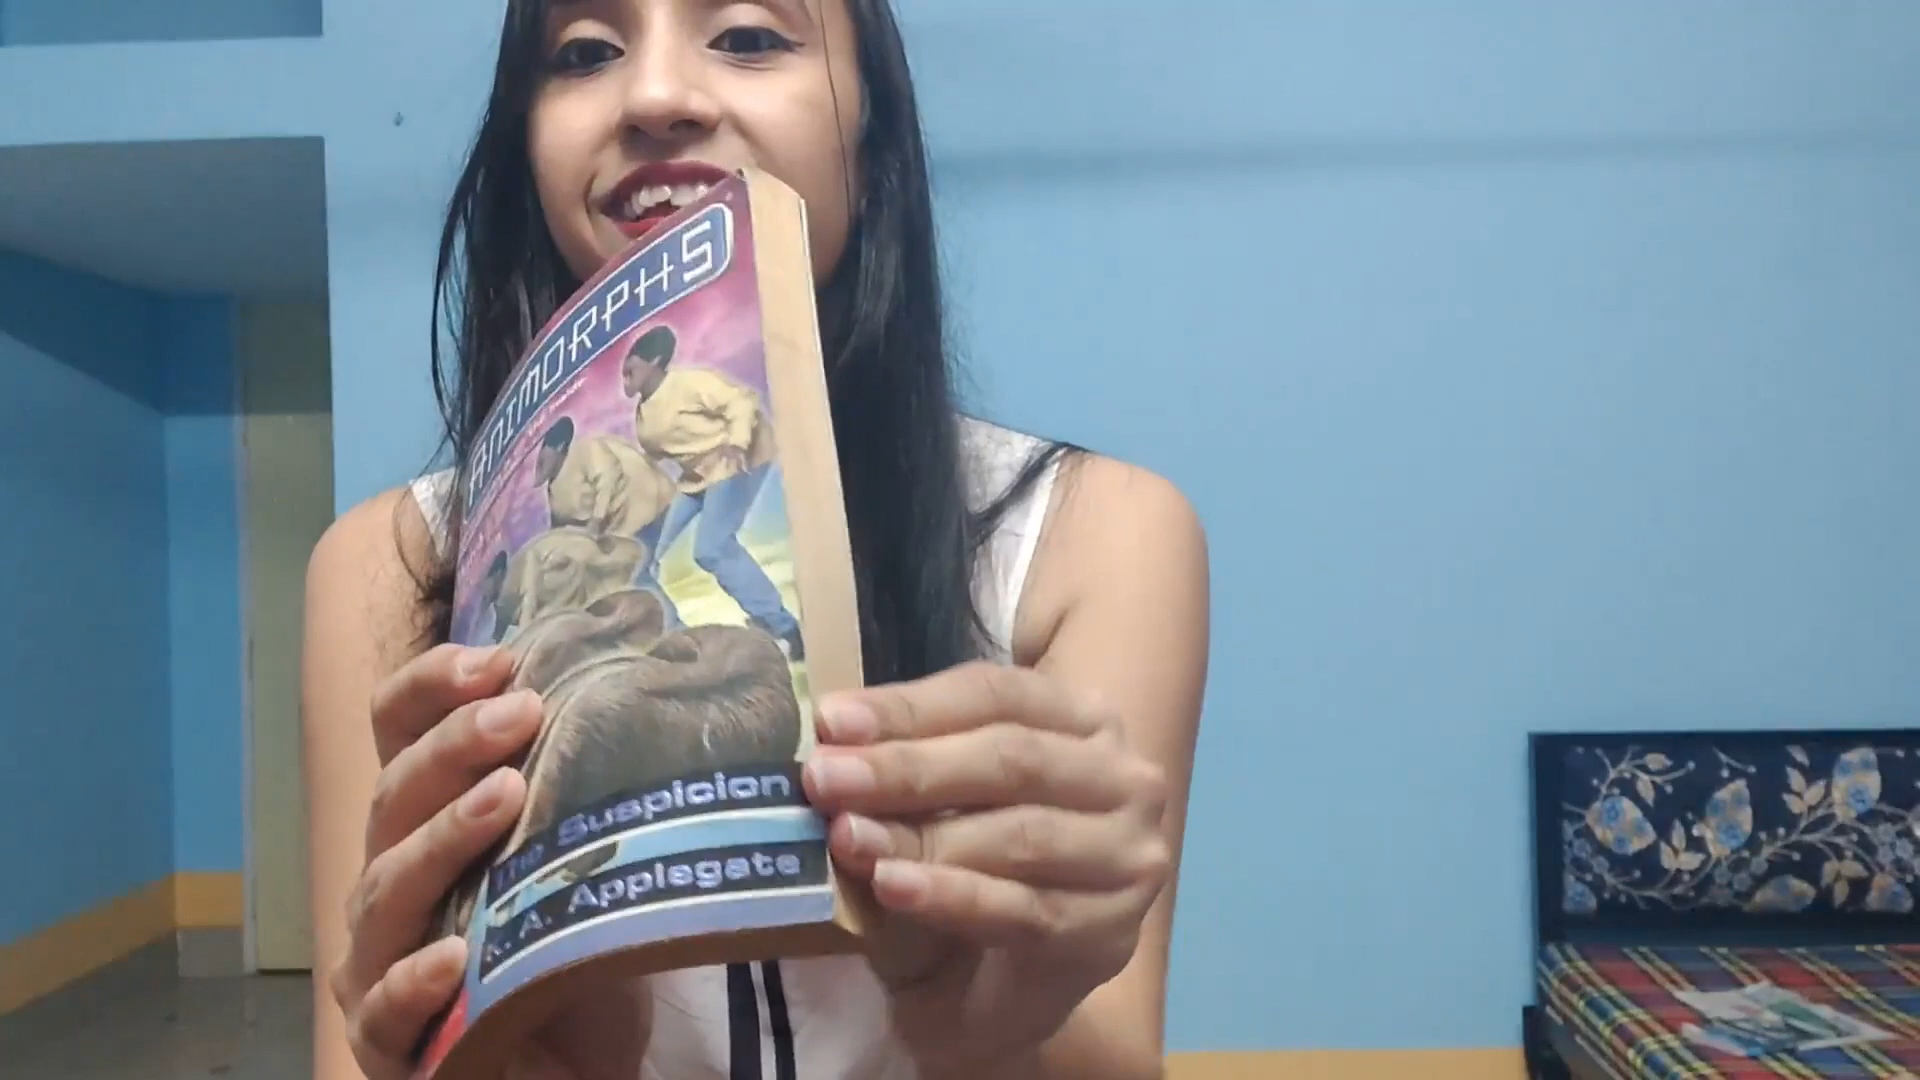 ANIMORPHS
The Suspicion
K. A. Applegate